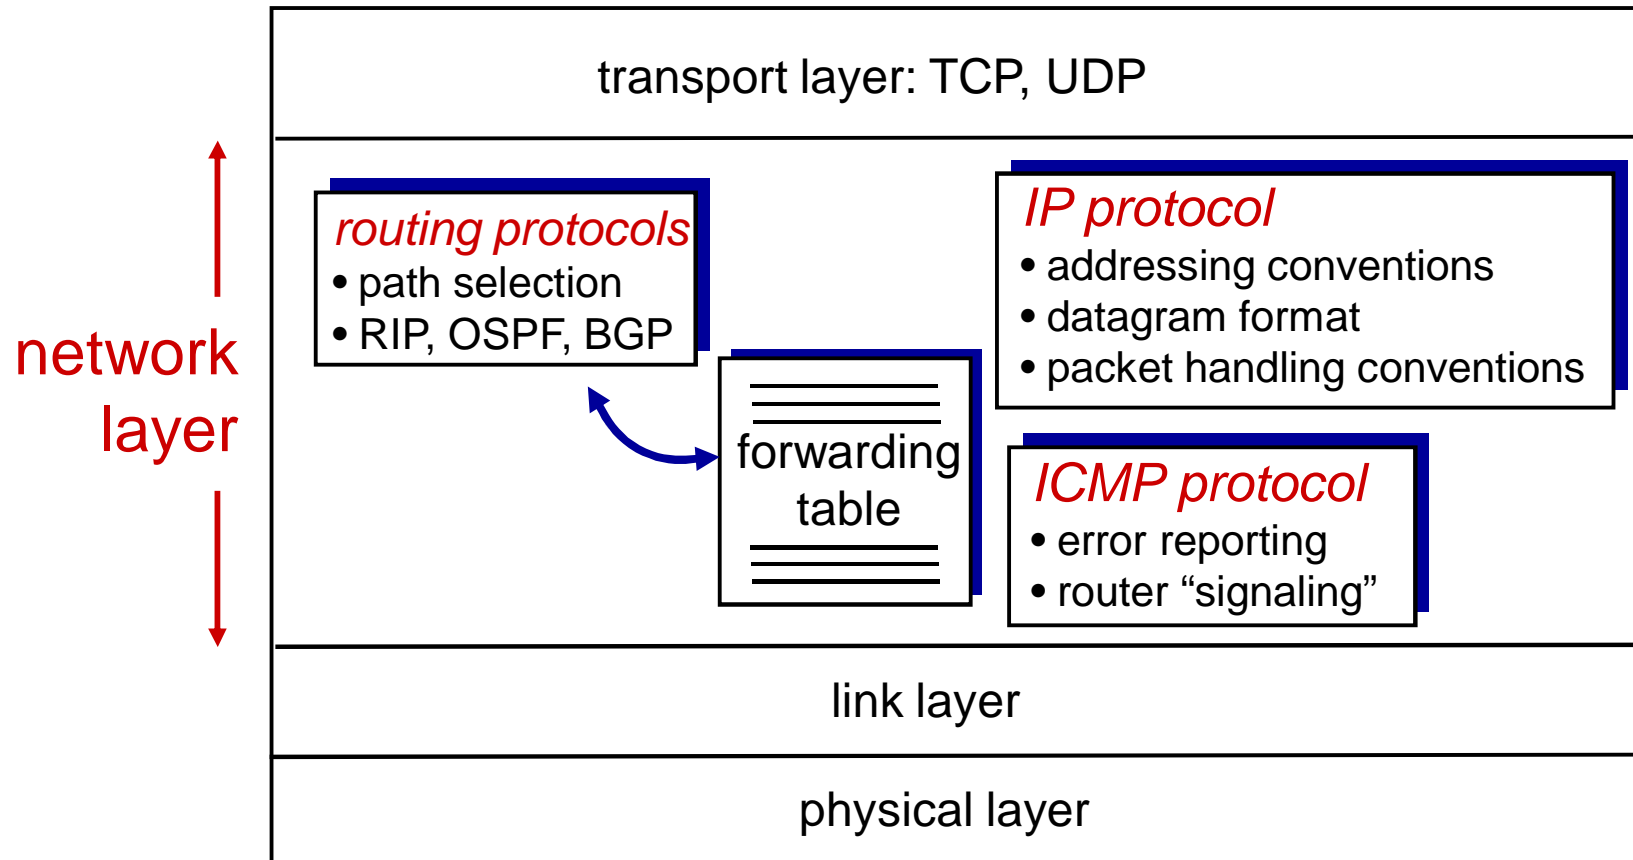 transport layer: TCP, UDP
network
layer
routing protocols
• path selection
• RIP, OSPF, BGP
forwarding
table
IP protocol
• addressing conventions
• datagram format
• packet handling conventions
ICMP protocol
• error reporting
• router “signaling”
link layer
physical layer